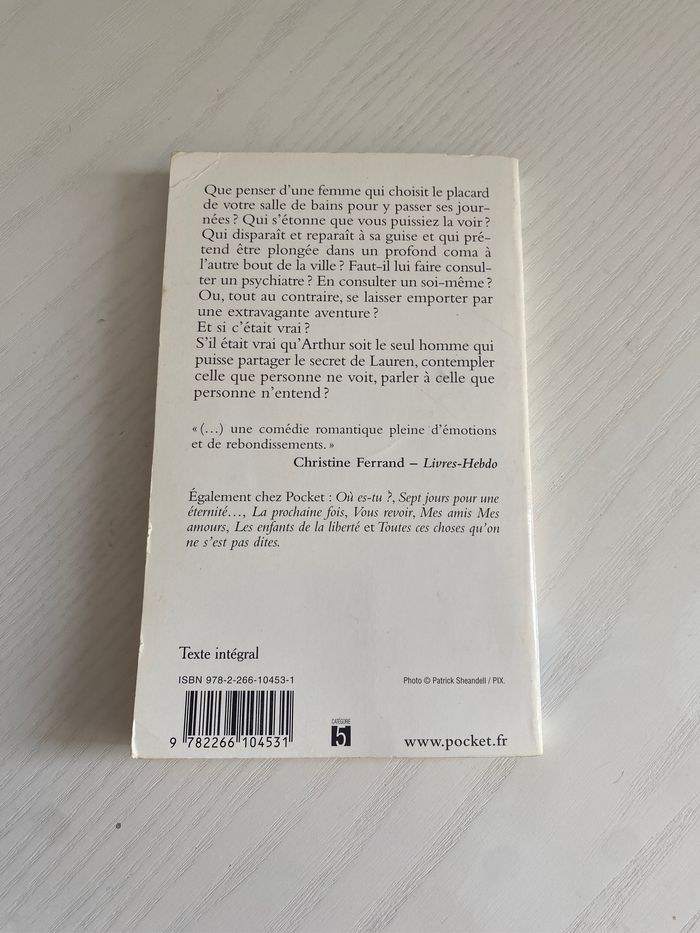 Que penser d'une femme qui choisit le placard
de votre salle de bains pour y passer ses jour-
nées ? Qui s'étonne que vous puissiez la voir ?
Qui disparaît et reparaît à sa guise et qui pré-
tend être plongée dans un profond coma à
l'autre bout de la ville ? Faut-il lui faire consul-
ter un psychiatre ? En consulter un soi-même ?
Ou, tout au contraire, se laisser emporter par
une extravagante aventure ?
Et si c'était vrai ?
S'il était vrai qu'Arthur soit le seul homme qui
puisse partager le secret de Lauren, contempler
celle que personne ne voit, parler à celle que
personne n'entend ?
« (…) une comédie romantique pleine d'émotions
et de rebondissements. »
Christine Ferrand – Livres-Hebdo
Également chez Pocket : Où es-tu ?, Sept jours pour une
éternité…, La prochaine fois, Vous revoir, Mes amis Mes
amours, Les enfants de la liberté et Toutes ces choses qu'on
ne s'est pas dites.
Texte intégral
ISBN 978-2-266-10453-1
Photo © Patrick Sheandell / PIX.
CATÉGORIE
5
9 782266 104531
www.pocket.fr